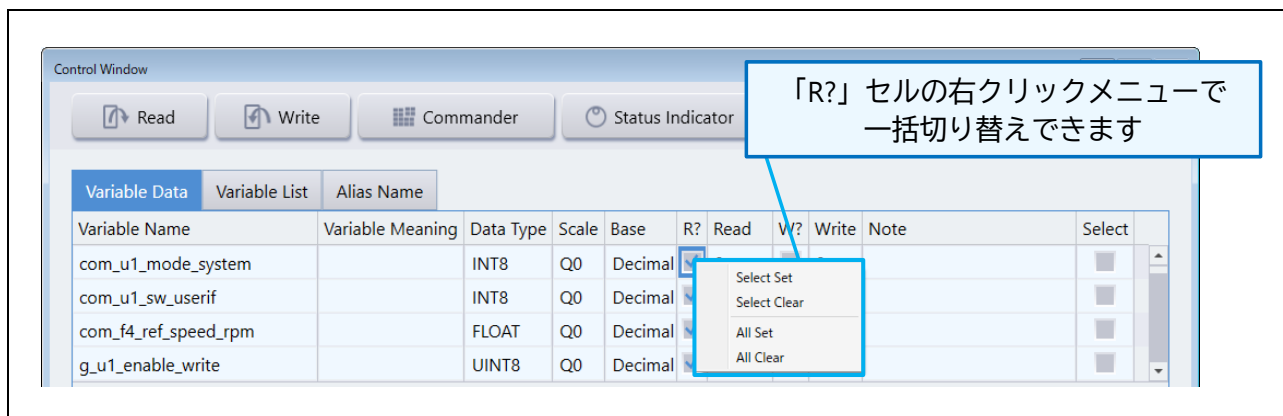 Control Window
「R?」セルの右クリックメニューで
一括切り替えできます
Read Write Commander Status Indicator
Variable Data Variable List Alias Name
Variable Name Variable Meaning Data Type Scale Base R? Read W? Write Note Select
com_u1_mode_system INT8 Q0 Decimal
com_u1_sw_userif INT8 Q0 Decimal
com_f4_ref_speed_rpm FLOAT Q0 Decimal
g_u1_enable_write UINT8 Q0 Decimal
Select Set
Select Clear
All Set
All Clear